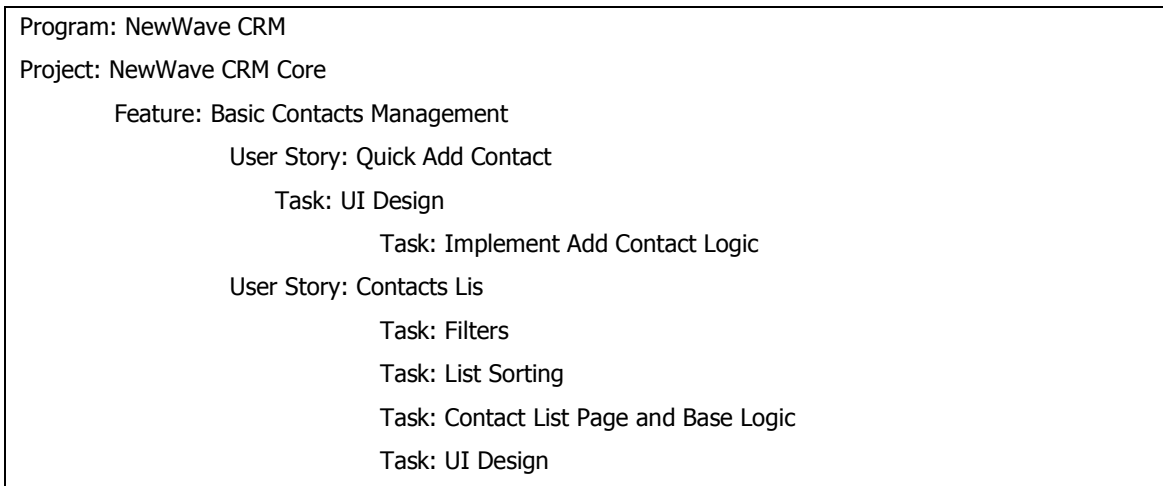 Program: NewWave CRM
Project: NewWave CRM Core
Feature: Basic Contacts Management
User Story: Quick Add Contact
Task: UI Design
Task: Implement Add Contact Logic
User Story: Contacts Lis
Task: Filters
Task: List Sorting
Task: Contact List Page and Base Logic
Task: UI Design